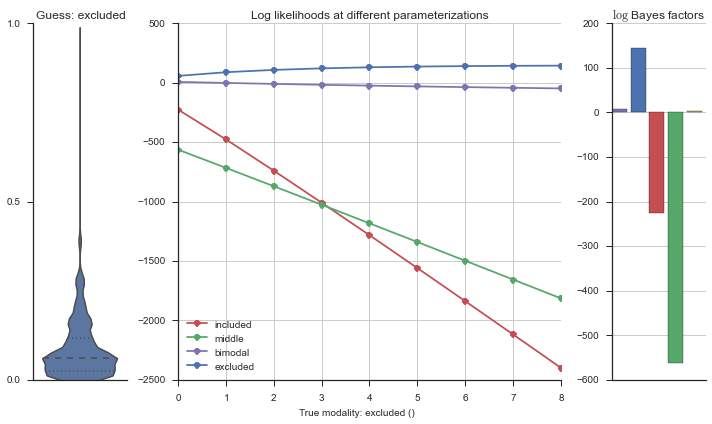 Guess: excluded
1.0
0.5
0.0
Log likelihoods at different parameterizations
500
0
−500
−1000
−1500
−2000
−2500
included
middle
bimodal
excluded
0 1 2 3 4 5 6 7 8
True modality: excluded ()
log Bayes factors
200
100
0
−100
−200
−300
−400
−500
−600